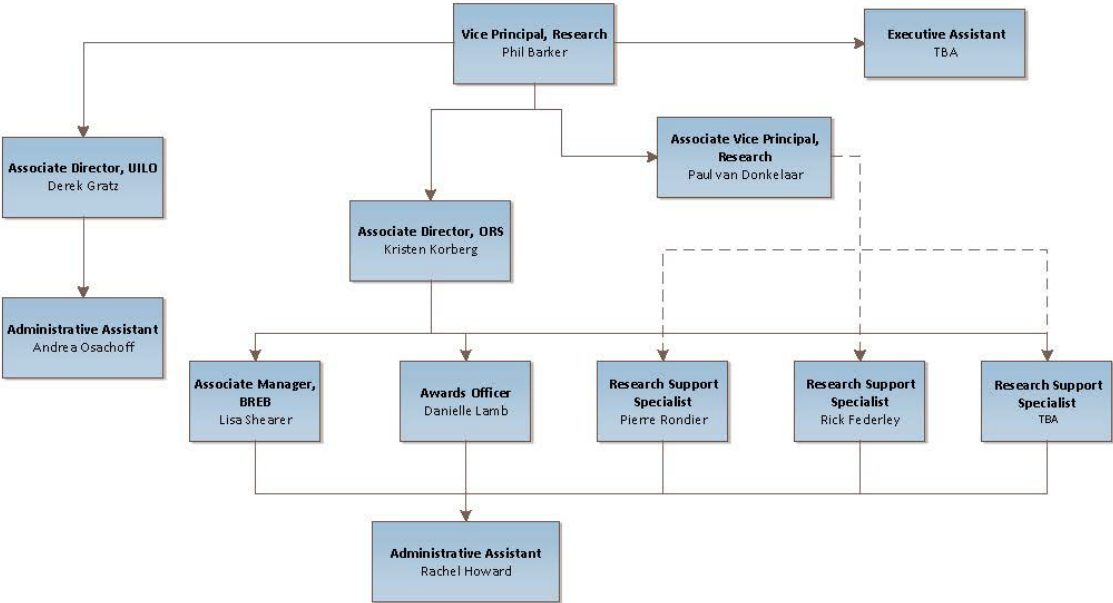 Vice Principal, Research
Phil Barker
Executive Assistant
TBA
Associate Director, UILO
Derek Gratz
Associate Vice Principal,
Research
Paul van Donkelaar
Associate Director, ORS
Kristen Korberg
Administrative Assistant
Andrea Osachoff
Associate Manager,
BREB
Lisa Shearer
Awards Officer
Danielle Lamb
Research Support
Specialist
Pierre Rondier
Research Support
Specialist
Rick Federley
Research Support
Specialist
TBA
Administrative Assistant
Rachel Howard